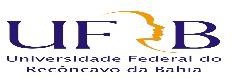 UFRB
Universidade Federal do
Recôncavo da Bahia